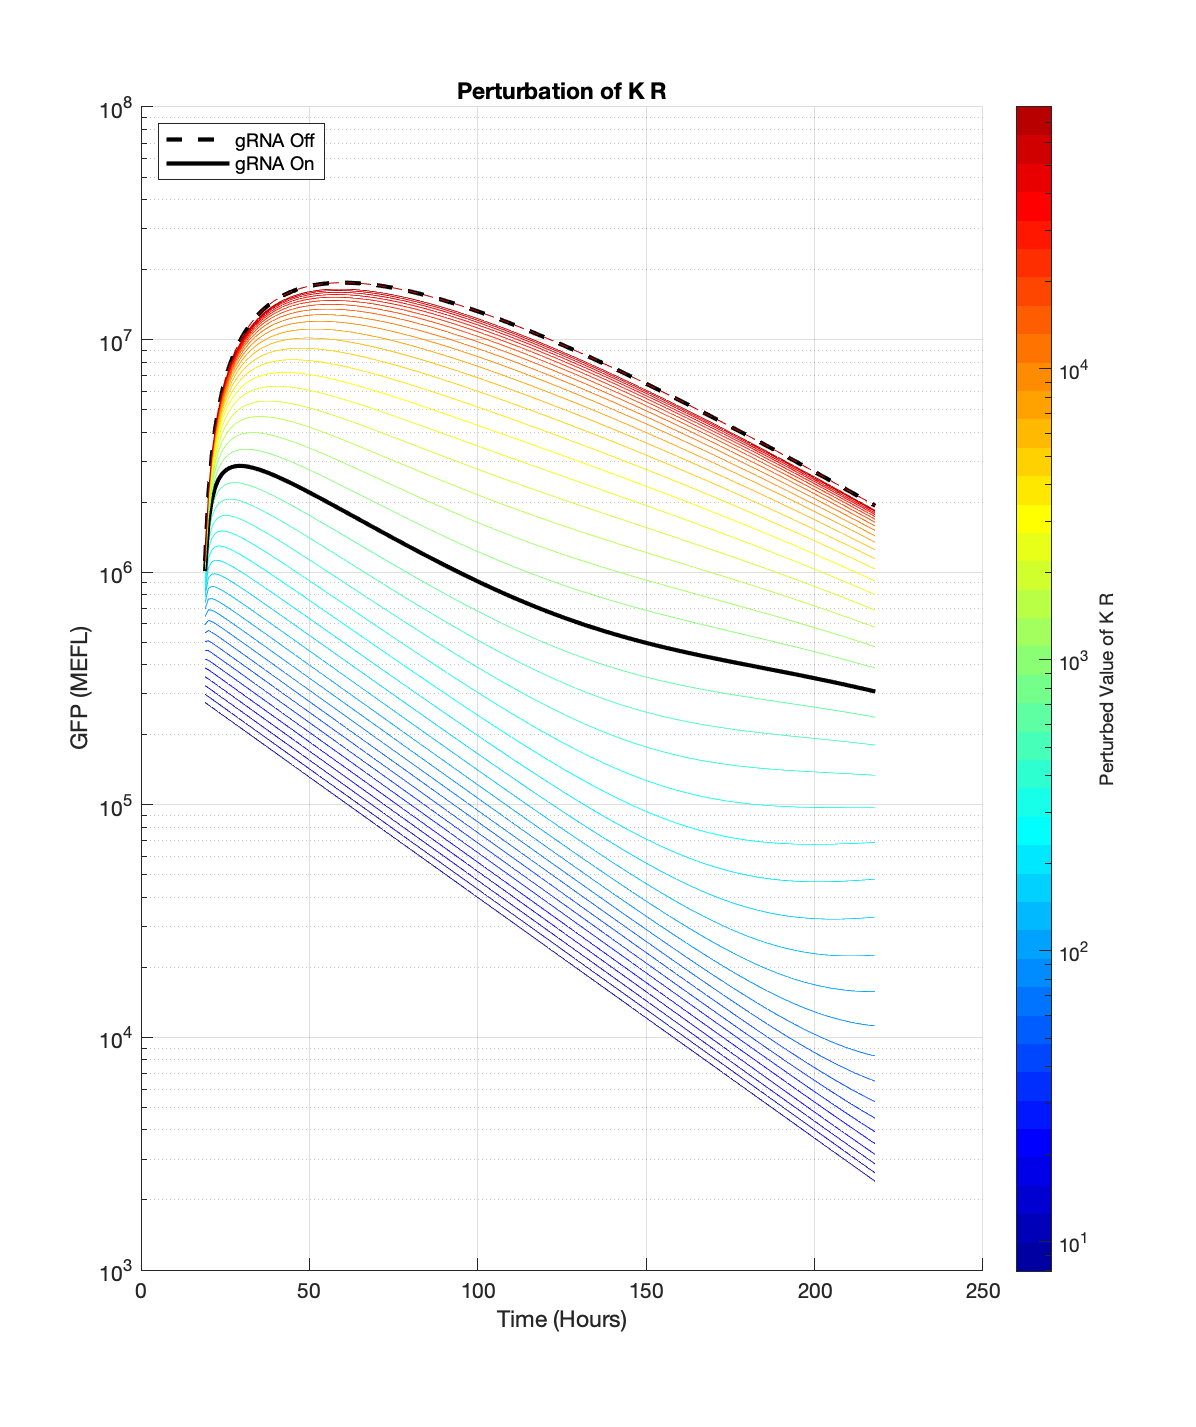 Perturbation of K R
gRNA Off
gRNA On
10^8
10^7
10^6
10^5
10^4
10^3
GFP (MEFL)
0 50 100 150 200 250
Time (Hours)
10^4
10^3
10^2
10^1
Perturbed Value of K R